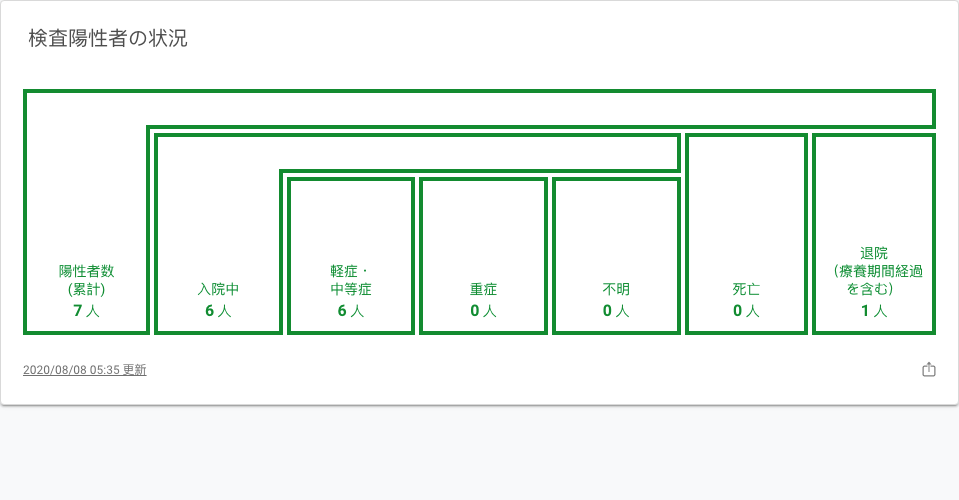 検査陽性者の状況
陽性者数
(累計)
7 人
入院中
6 人
軽症・
中等症
6 人
重症
0 人
不明
0 人
死亡
0 人
退院
（療養期間経過
を含む）
1 人
2020/08/08 05:35 更新